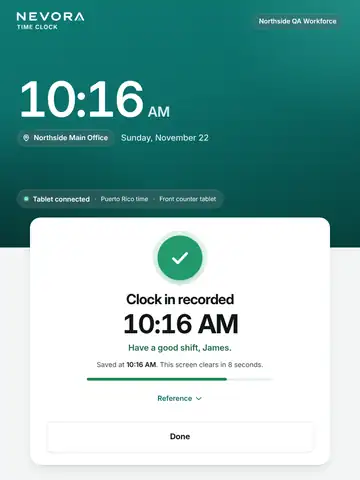 NEVORA
TIME CLOCK
Northside QA Workforce
10:16 AM
Northside Main Office
Sunday, November 22
Tablet connected · Puerto Rico time · Front counter tablet
Clock in recorded
10:16 AM
Have a good shift, James.
Saved at 10:16 AM. This screen clears in 8 seconds.
Reference
Done